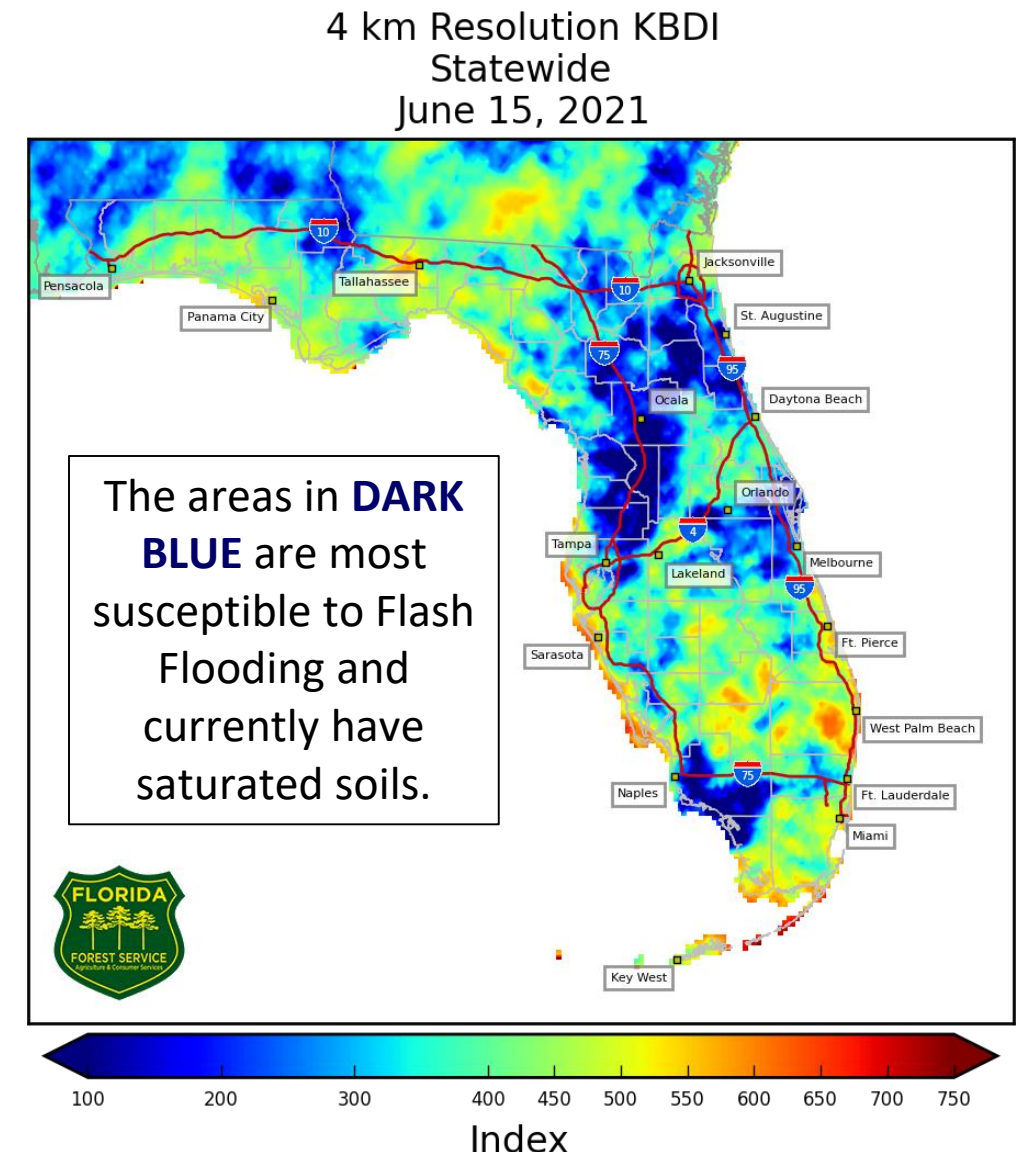 4 km Resolution KBDI
Statewide
June 15, 2021
10
Jacksonville
Pensacola
Tallahassee
10
Panama City
St. Augustine
75
95
Ocala
Daytona Beach
The areas in DARK
BLUE are most
susceptible to Flash
Flooding and
currently have
saturated soils.
Orlando
4
Tampa
Melbourne
Lakeland
95
Ft. Pierce
Sarasota
West Palm Beach
75
Naples
Ft. Lauderdale
Miami
FLORIDA
FOREST SERVICE
Agriculture & Consumer Services
Key West
100 200 300 400 450 500 550 600 650 700 750
Index